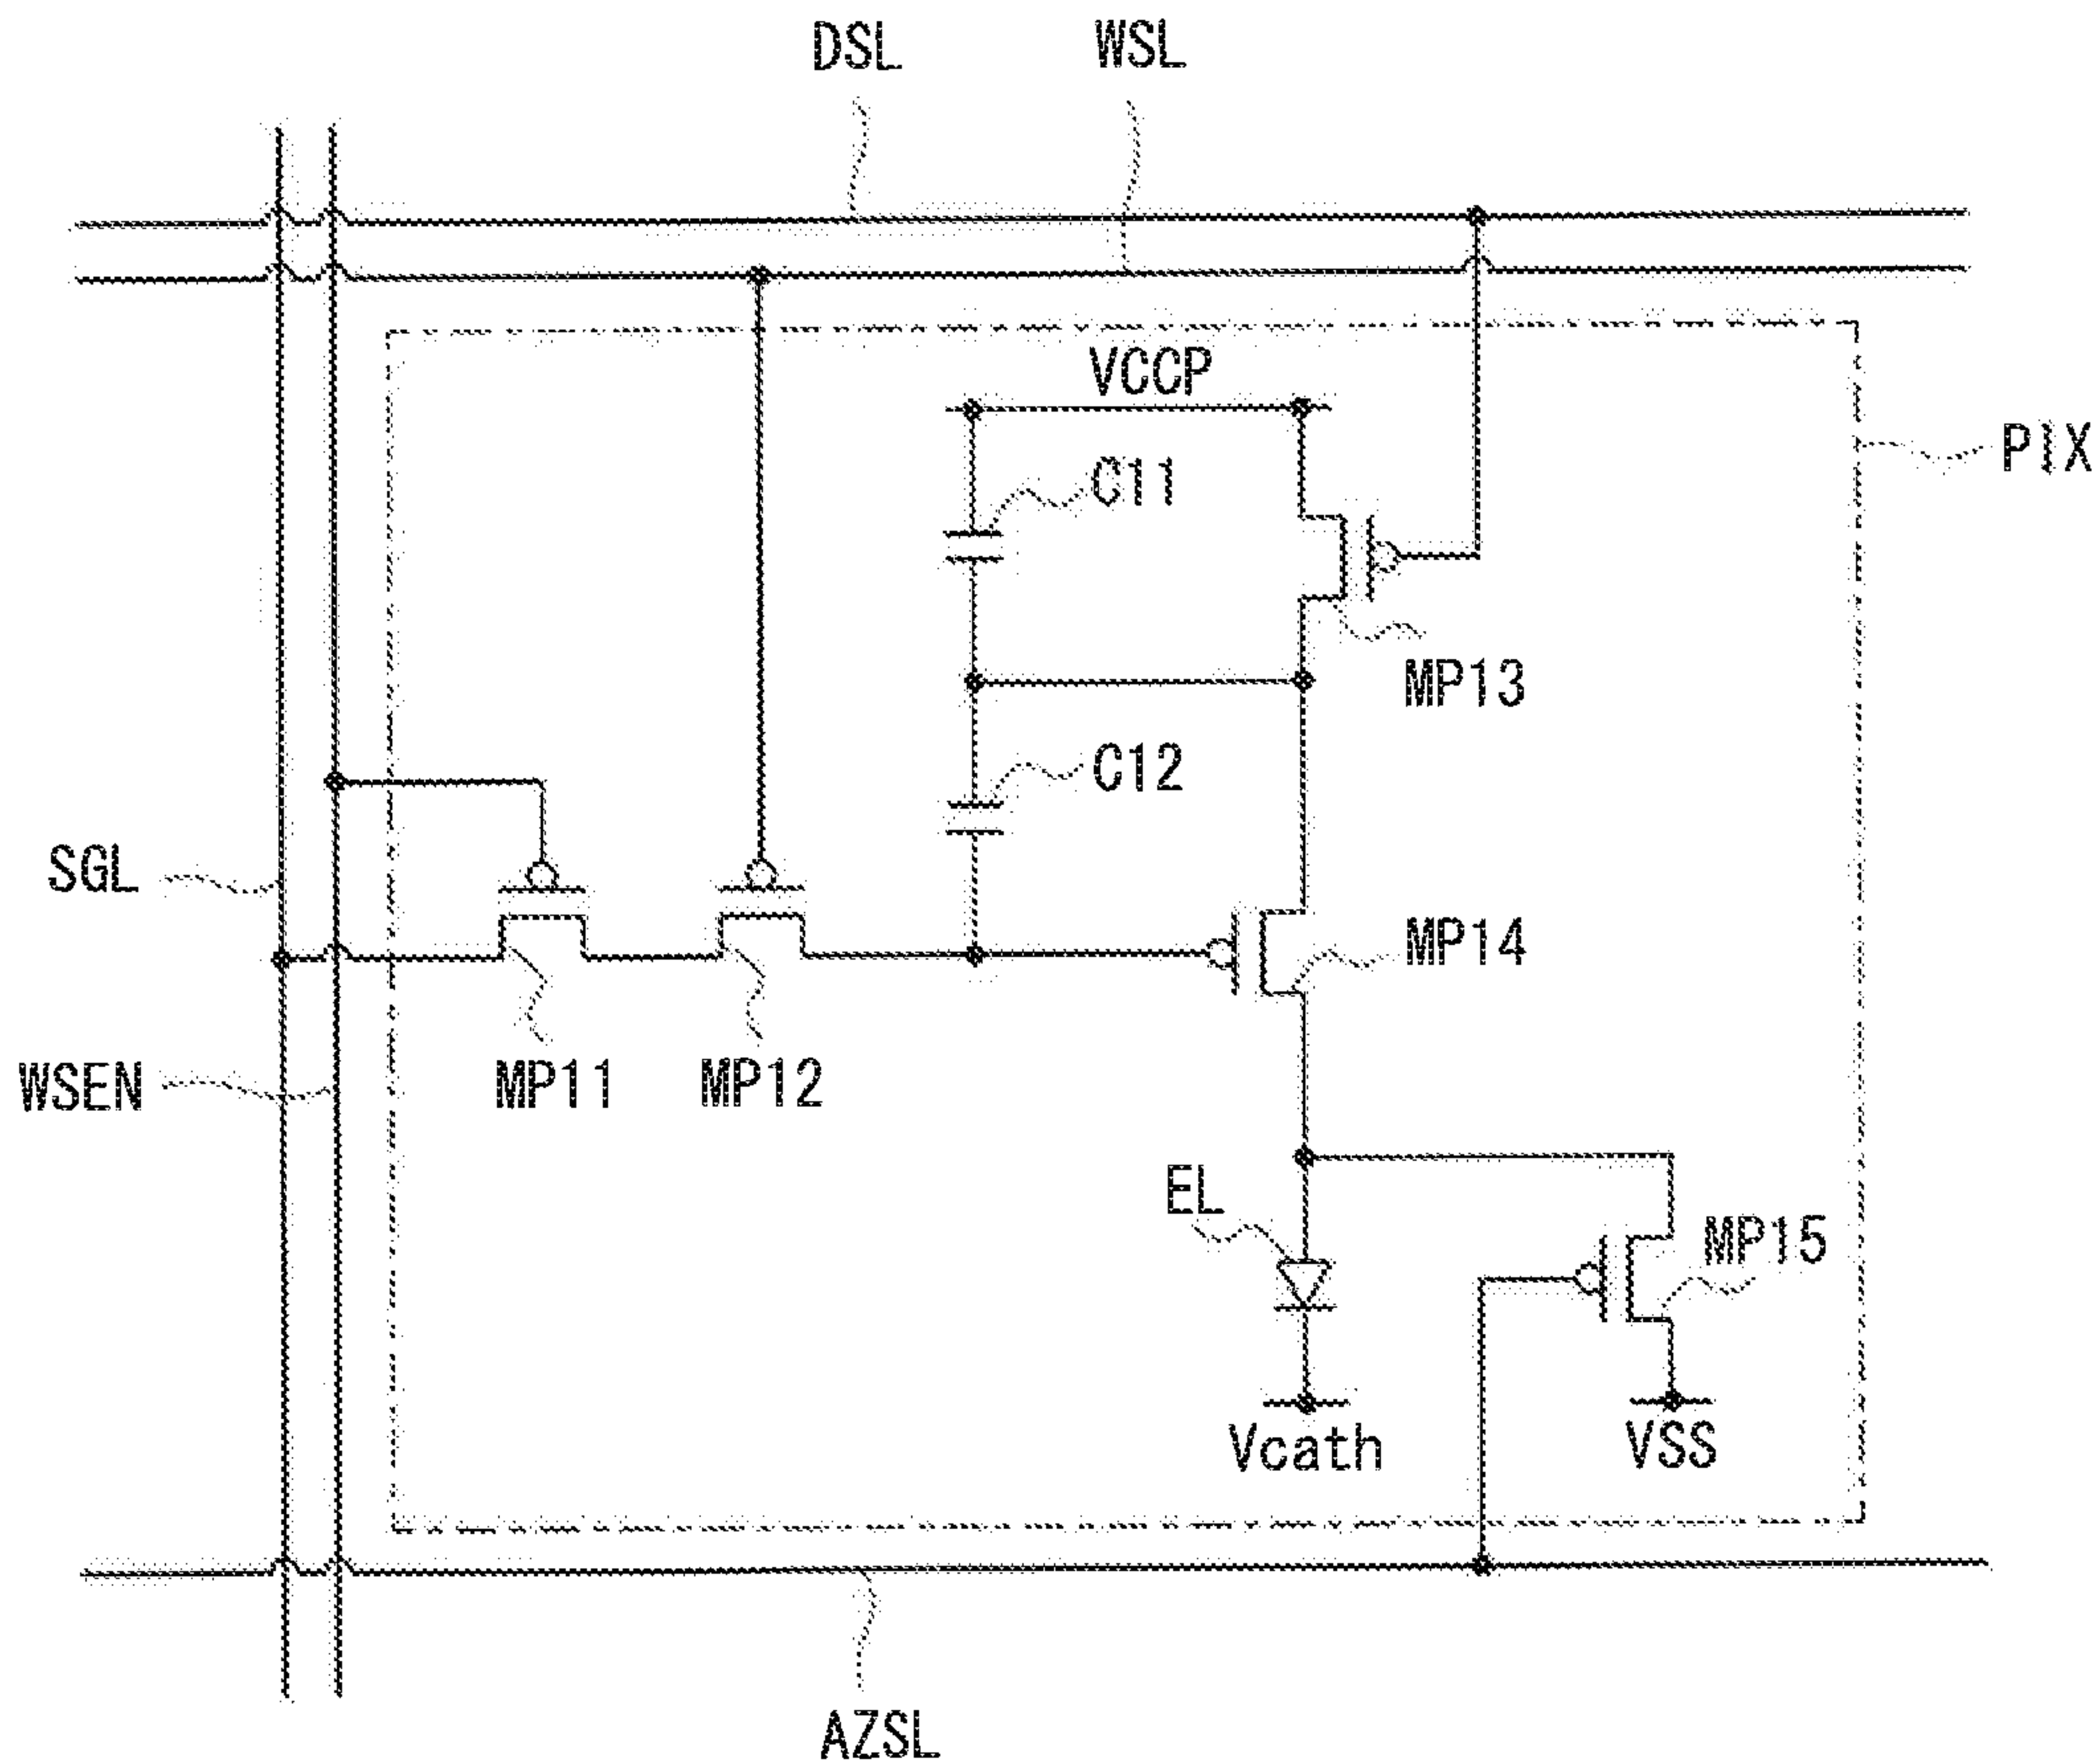 DSL
WSL
VCCP
PIX
C11
MP13
C12
SGL
MP14
WSEN
MP11
MP12
EL
MP15
Vcath
VSS
AZSL